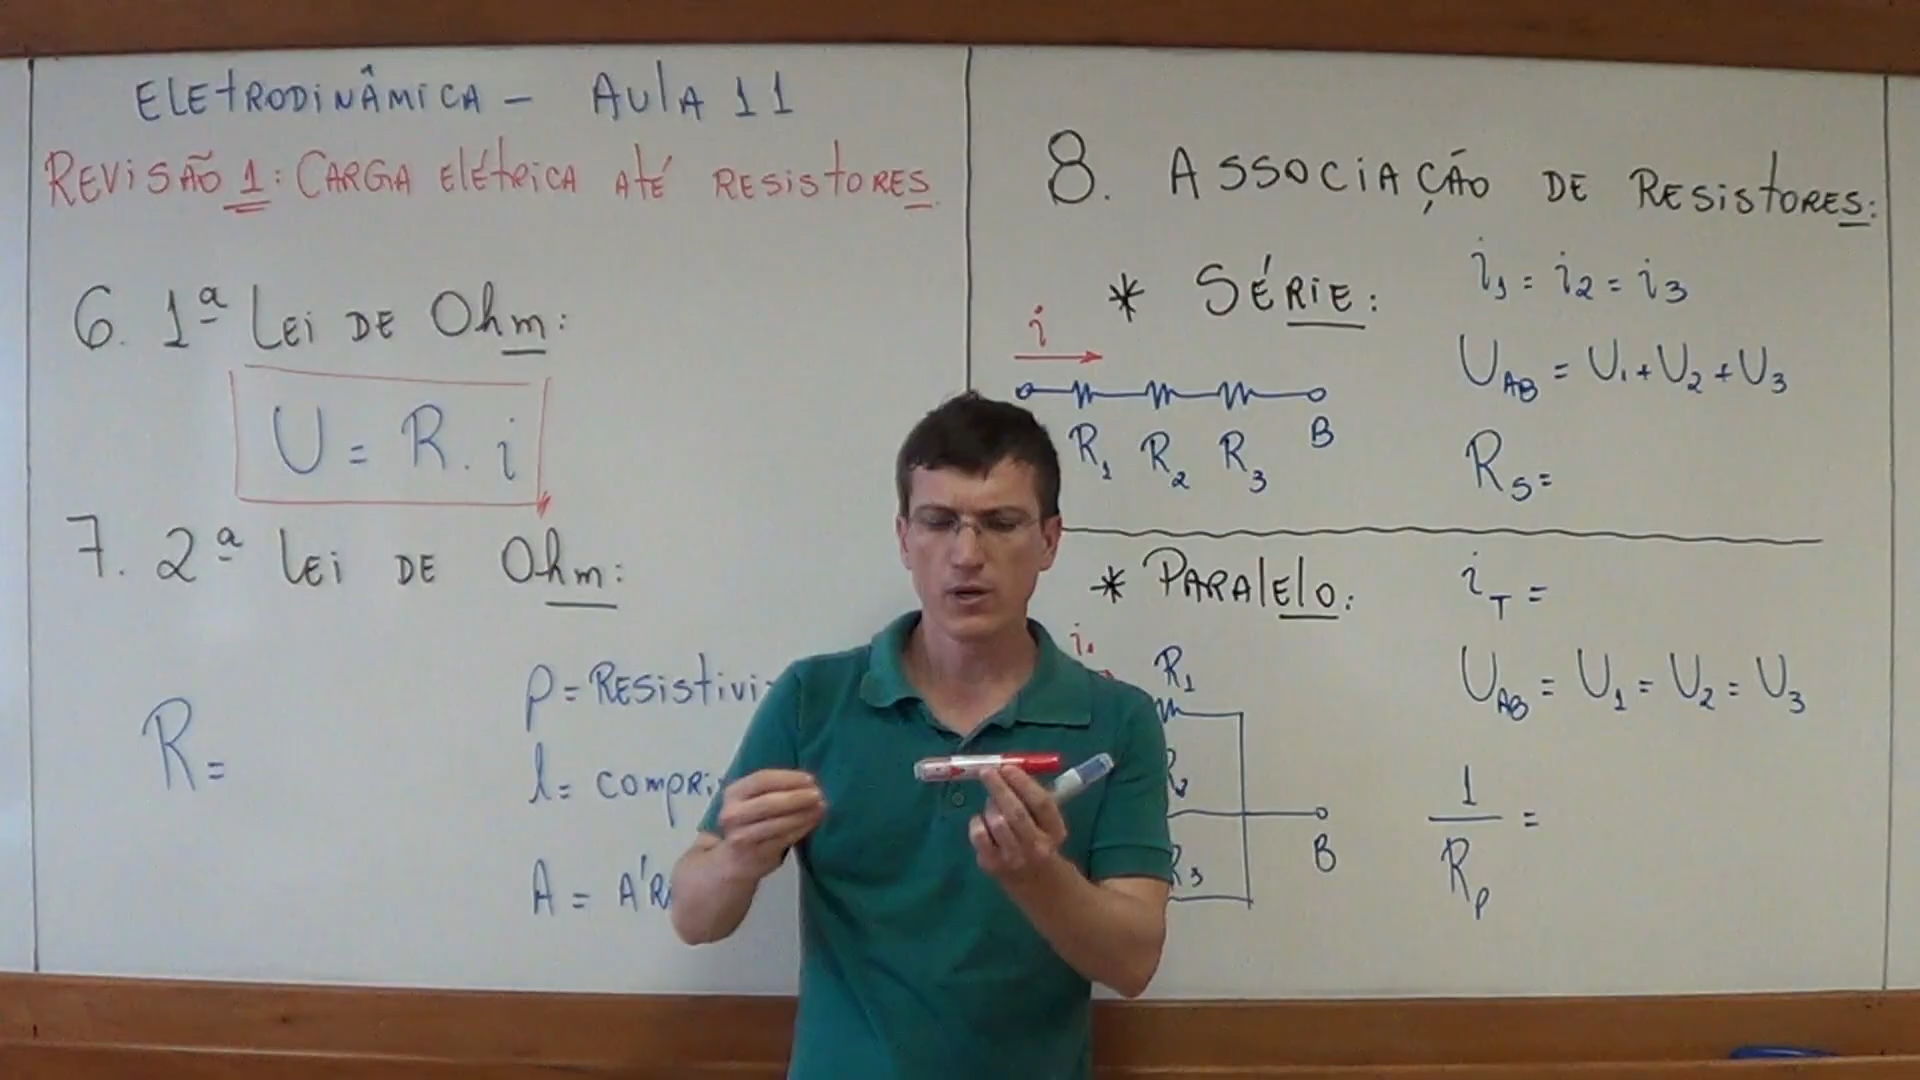 Eletrodinâmica - Aula 11
Revisão 1: Carga elétrica até resistores.
6. 1ª Lei de Ohm:
U = R . i
7. 2ª Lei de Ohm:
R =
ρ = Resistivi
l = compri
A =
8. Associação de Resistores:
* Série:
i
R1 R2 R3 B
i1 = i2 = i3
UAB = U1 + U2 + U3
RS =
* Paralelo:
R1
R3
B
iT =
UAB = U1 = U2 = U3
1
Rp
=